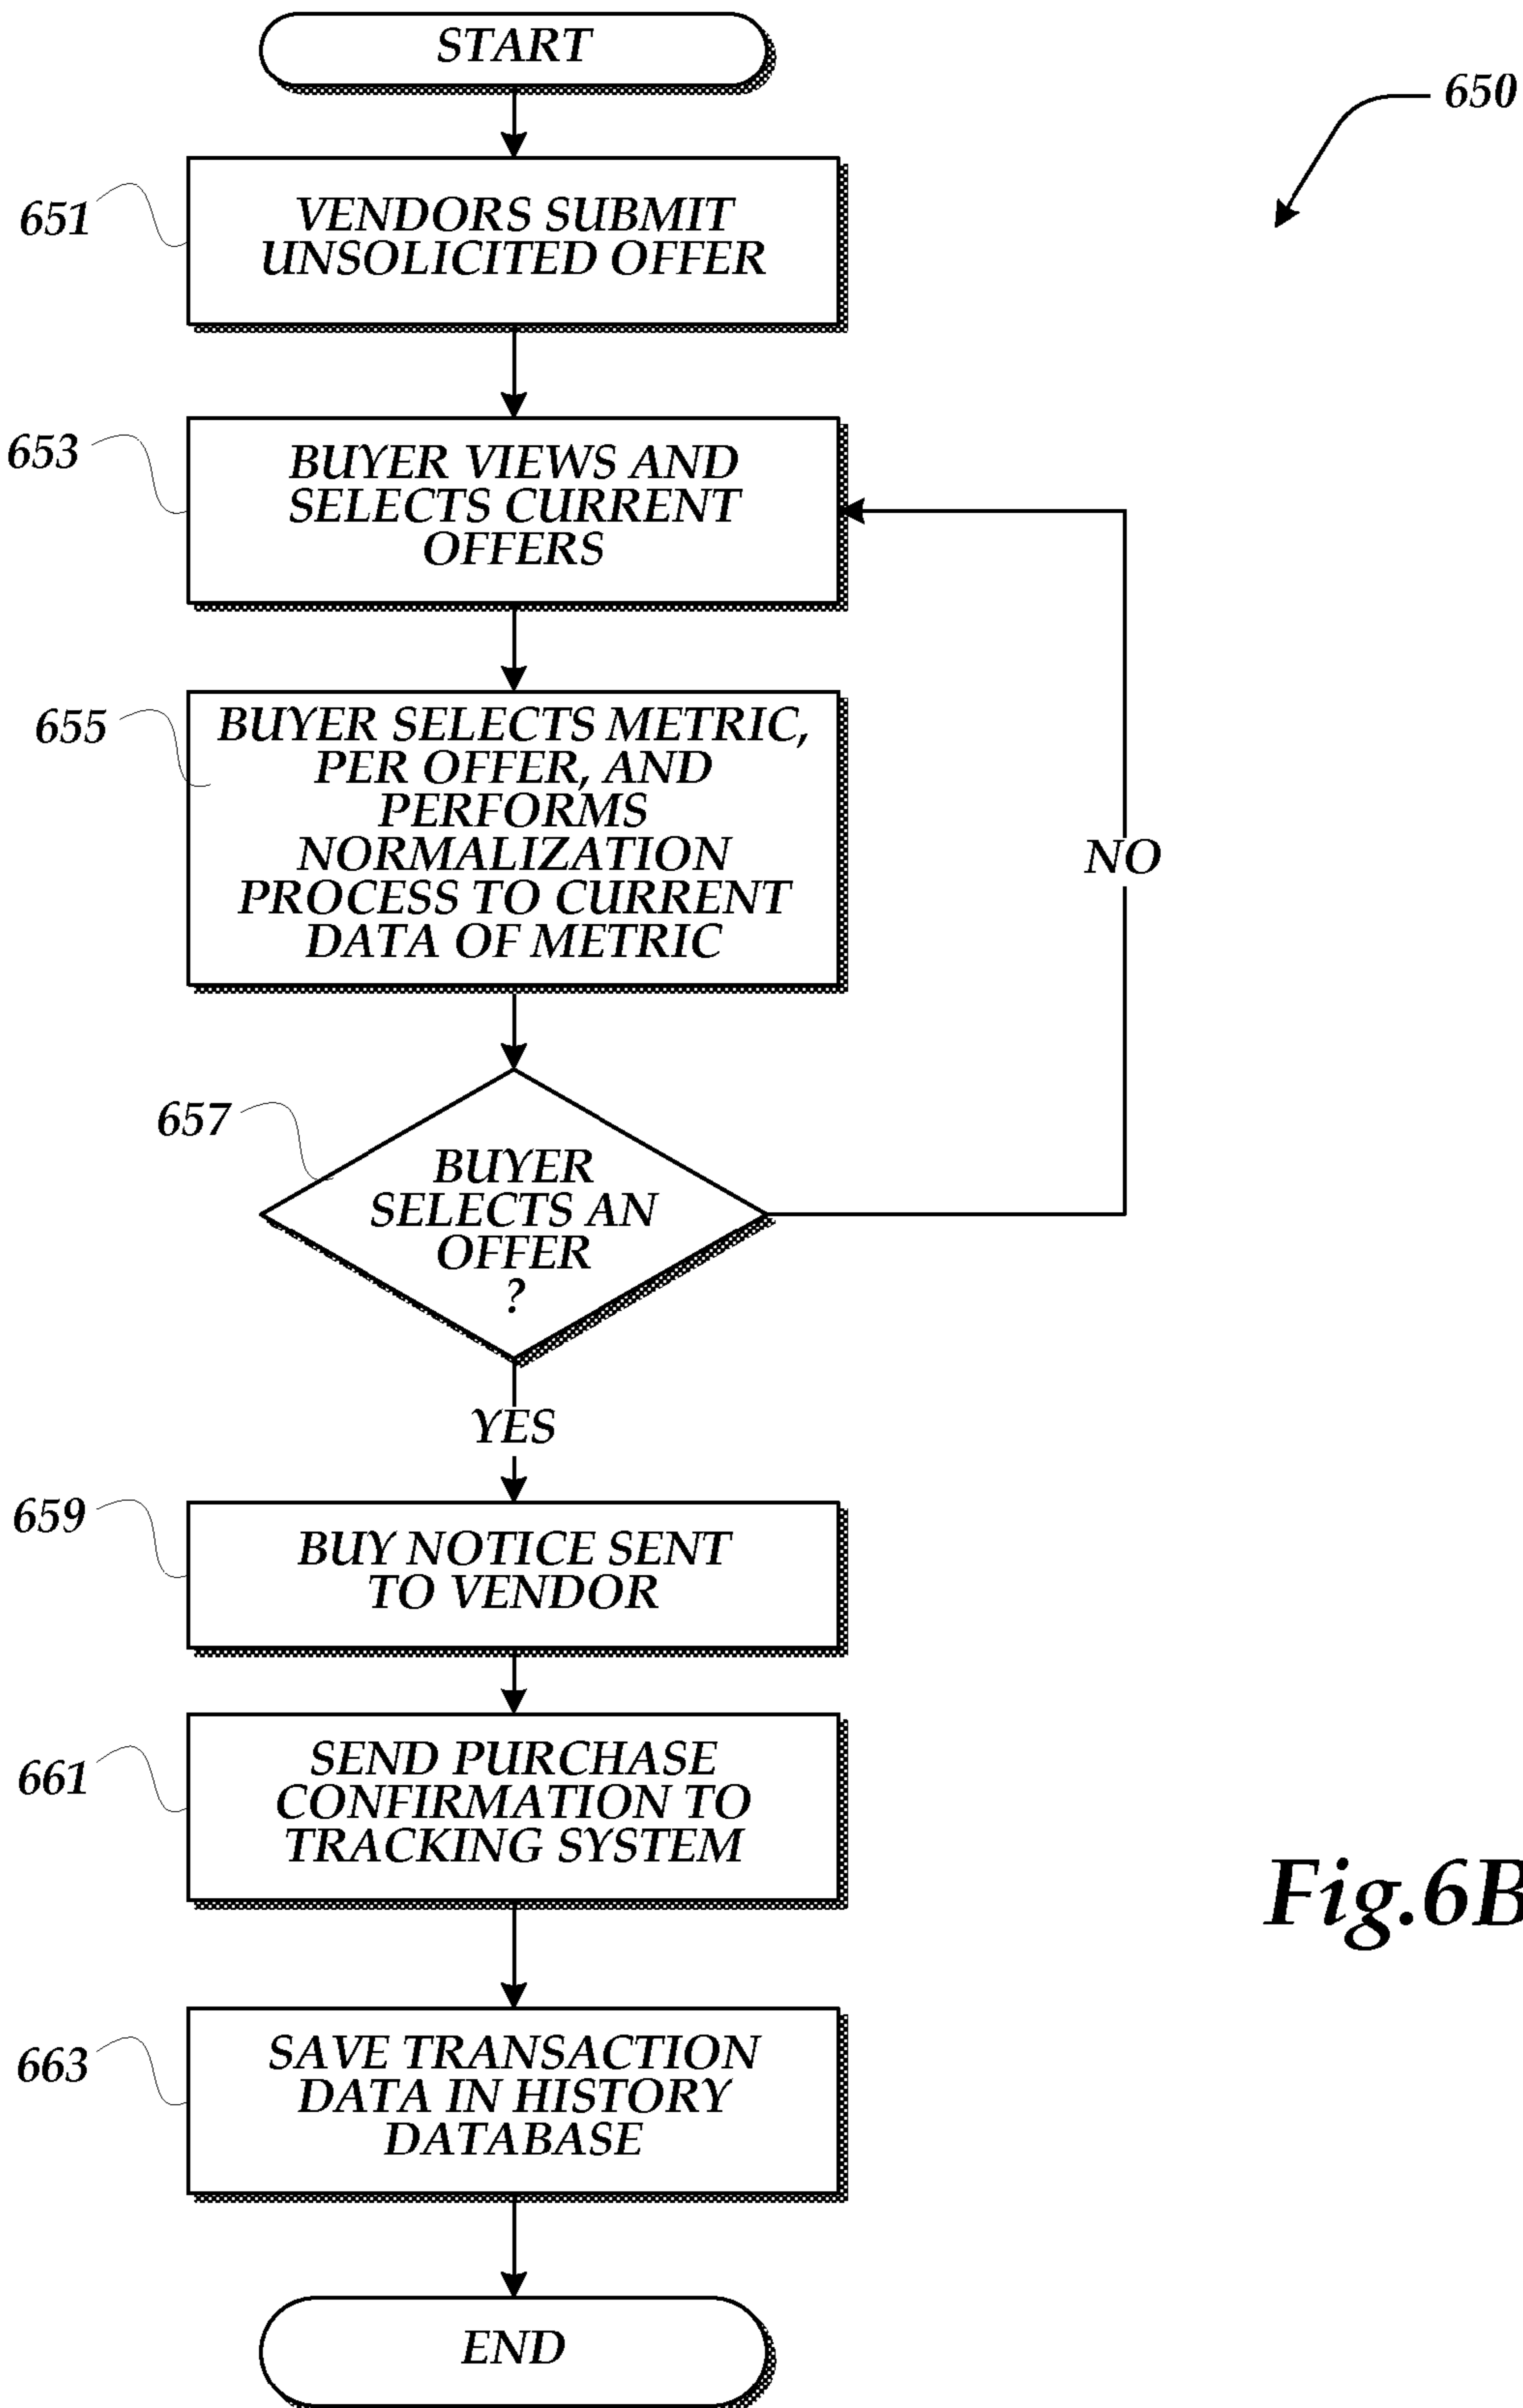 START
650
651
VENDORS SUBMIT
UNSOLICITED OFFER
653
BUYER VIEWS AND
SELECTS CURRENT
OFFERS
655
BUYER SELECTS METRIC,
PER OFFER, AND
PERFORMS
NORMALIZATION
PROCESS TO CURRENT
DATA OF METRIC
NO
657
BUYER
SELECTS AN
OFFER
?
YES
659
BUY NOTICE SENT
TO VENDOR
661
SEND PURCHASE
CONFIRMATION TO
TRACKING SYSTEM
Fig.6B
663
SAVE TRANSACTION
DATA IN HISTORY
DATABASE
END